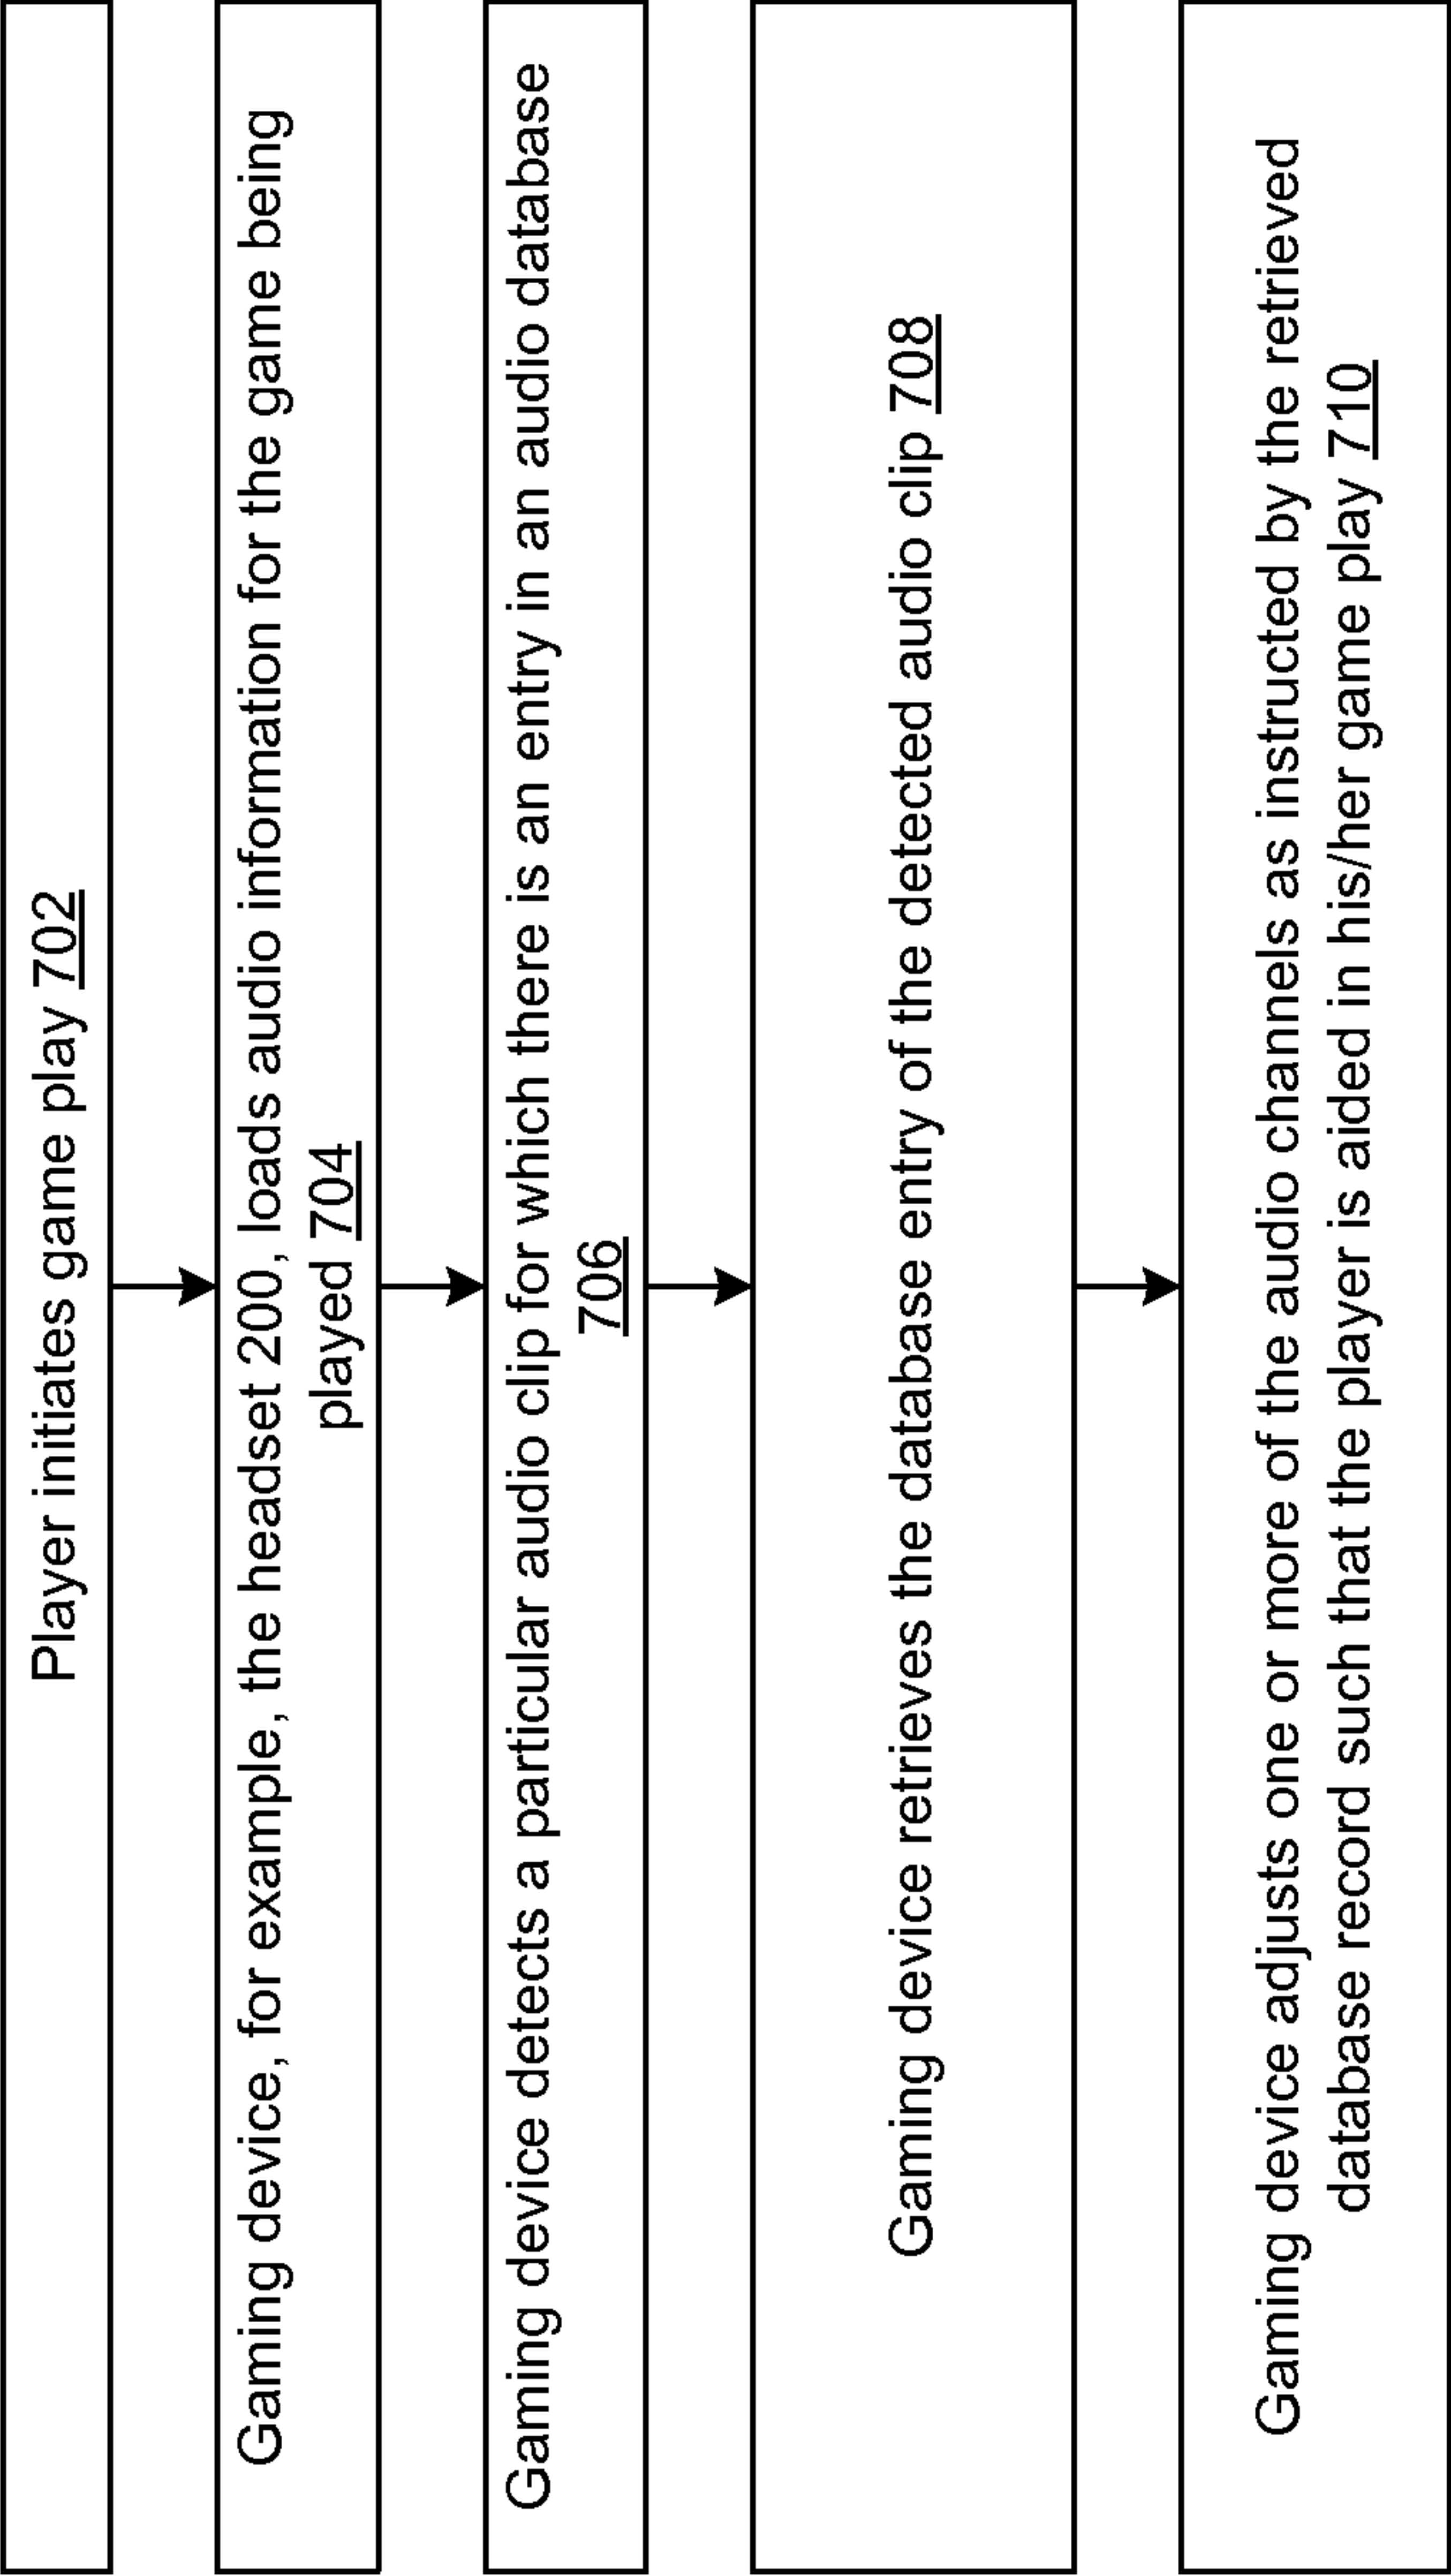 Player initiates game play 702
Gaming device, for example, the headset 200, loads audio information for the game being
played 704
Gaming device detects a particular audio clip for which there is an entry in an audio database
706
Gaming device retrieves the database entry of the detected audio clip 708
Gaming device adjusts one or more of the audio channels as instructed by the retrieved
database record such that the player is aided in his/her game play 710